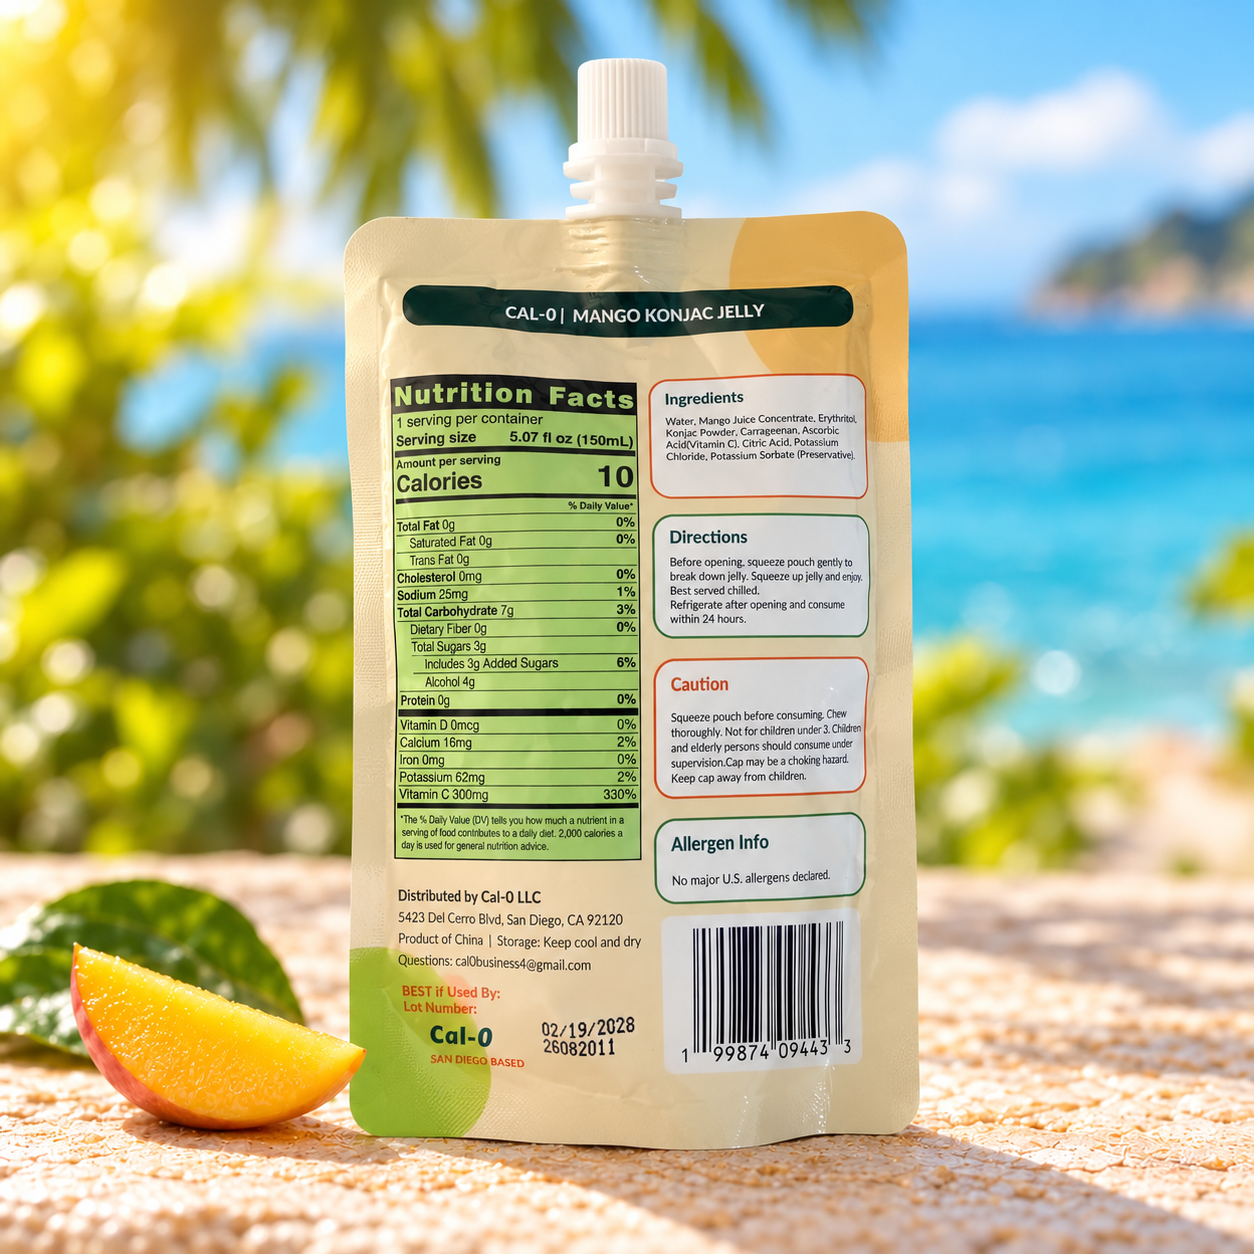 CAL-0 | MANGO KONJAC JELLY
Nutrition Facts
1 serving per container
Serving size 5.07 fl oz (150mL)
Amount per serving
Calories 10
% Daily Value*
Total Fat 0g 0%
Saturated Fat 0g 0%
Trans Fat 0g
Cholesterol 0mg 0%
Sodium 25mg 1%
Total Carbohydrate 7g 3%
Dietary Fiber 0g 0%
Total Sugars 3g
Includes 3g Added Sugars 6%
Alcohol 4g
Protein 0g 0%
Vitamin D 0mcg 0%
Calcium 16mg 2%
Iron 0mg 0%
Potassium 62mg 2%
Vitamin C 300mg 330%
*The % Daily Value (DV) tells you how much a nutrient in a
serving of food contributes to a daily diet. 2,000 calories a
day is used for general nutrition advice.
Distributed by Cal-0 LLC
5423 Del Cerro Blvd, San Diego, CA 92120
Product of China | Storage: Keep cool and dry
Questions: cal0business4@gmail.com
BEST if Used By:
Lot Number:
Cal-0
SAN DIEGO BASED
02/19/2028
26082011
Ingredients
Water, Mango Juice Concentrate, Erythritol,
Konjac Powder, Carrageenan, Ascorbic
Acid(Vitamin C), Citric Acid, Potassium
Chloride, Potassium Sorbate (Preservative).
Directions
Before opening, squeeze pouch gently to
break down jelly. Squeeze up jelly and enjoy.
Best served chilled.
Refrigerate after opening and consume
within 24 hours.
Caution
Squeeze pouch before consuming. Chew
thoroughly. Not for children under 3. Children
and elderly persons should consume under
supervision.Cap may be a choking hazard.
Keep cap away from children.
Allergen Info
No major U.S. allergens declared.
1 99874 09443 3